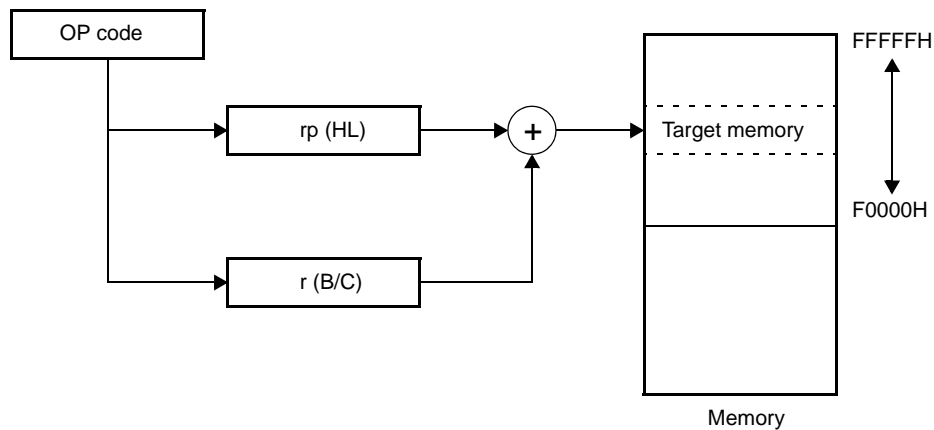 OP code
FFFFFH
rp (HL)
+
Target memory
F0000H
r (B/C)
Memory